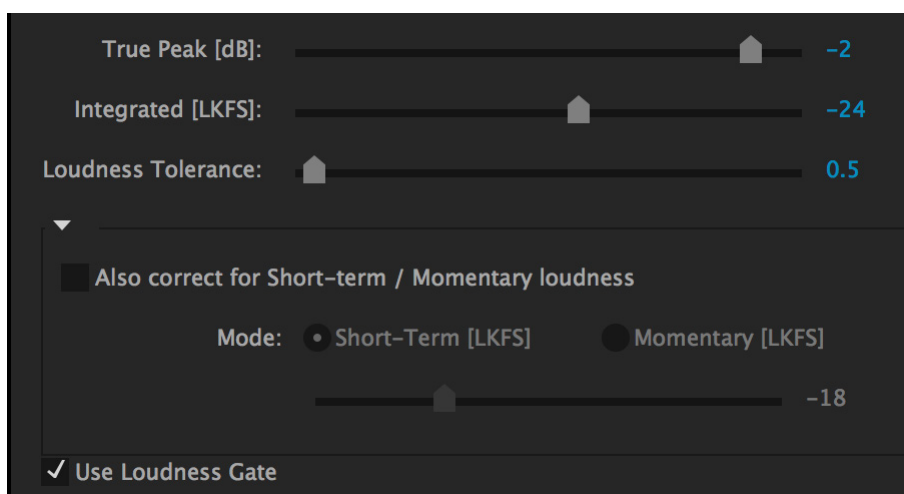 True Peak [dB]: -2
Integrated [LKFS]: -24
Loudness Tolerance: 0.5
Also correct for Short-term / Momentary loudness
Mode: Short-Term [LKFS] Momentary [LKFS]
-18
Use Loudness Gate